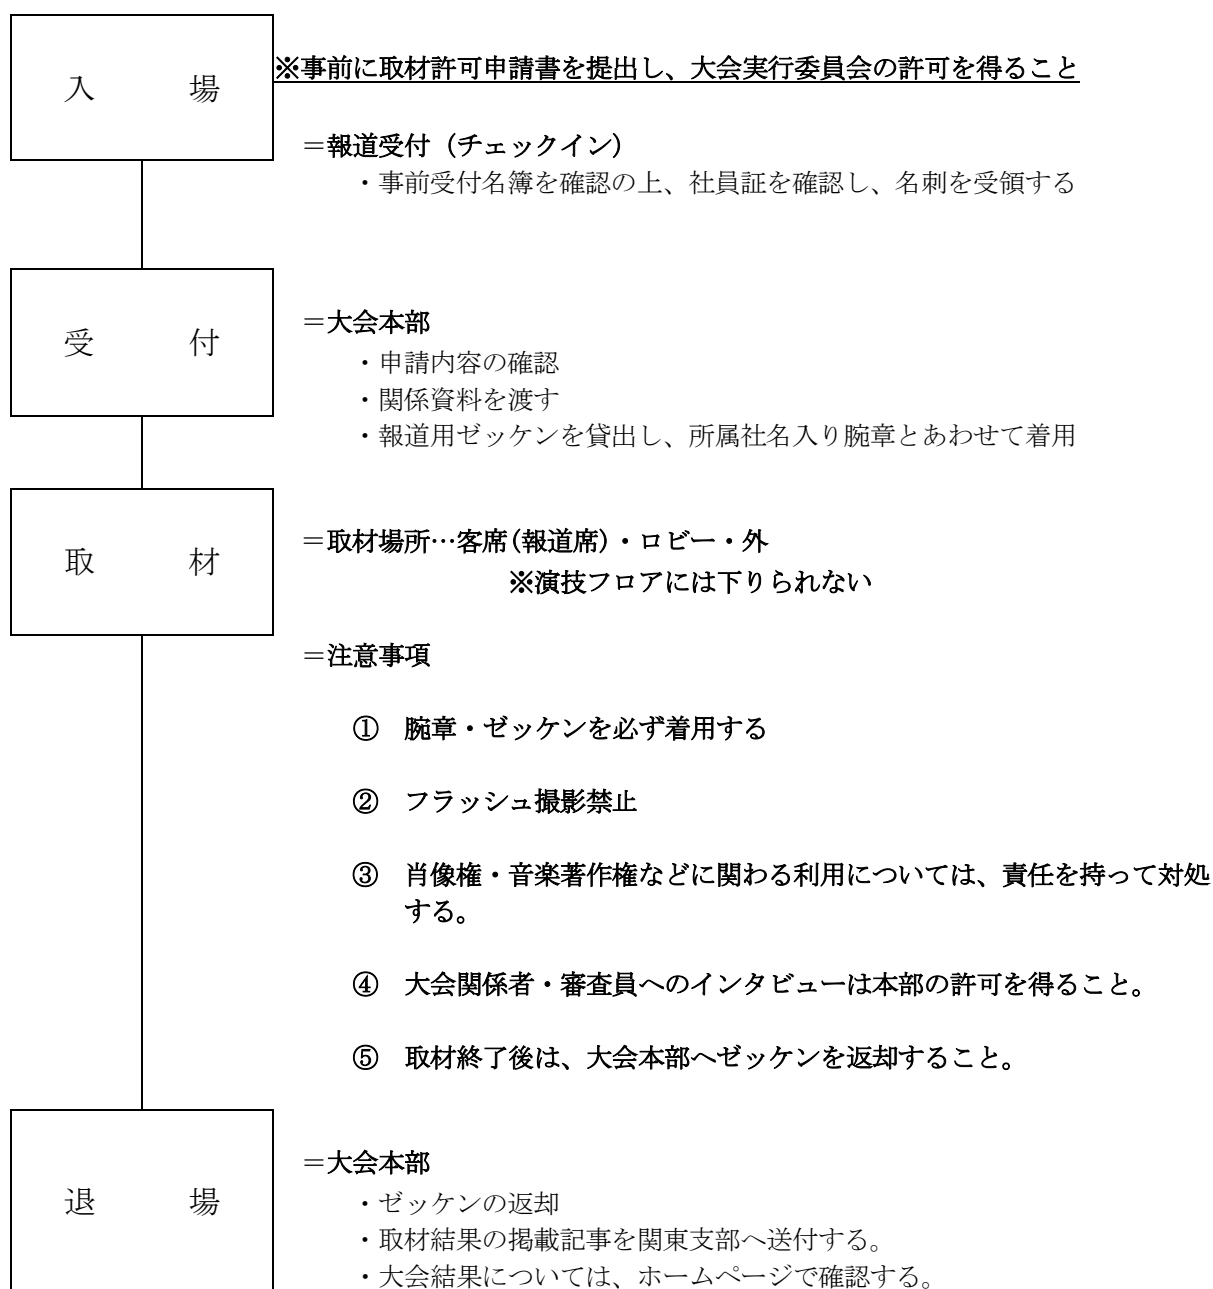 ※事前に取材許可申請書を提出し、大会実行委員会の許可を得ること
入　場
＝報道受付（チェックイン）
・事前受付名簿を確認の上、社員証を確認し、名刺を受領する
受　付
＝大会本部
・申請内容の確認
・関係資料を渡す
・報道用ゼッケンを貸出し、所属社名入り腕章とあわせて着用
取　材
＝取材場所…客席(報道席)・ロビー・外
※演技フロアには下りられない
＝注意事項
①　腕章・ゼッケンを必ず着用する
②　フラッシュ撮影禁止
③　肖像権・音楽著作権などに関わる利用については、責任を持って対処
する。
④　大会関係者・審査員へのインタビューは本部の許可を得ること。
⑤　取材終了後は、大会本部へゼッケンを返却すること。
退　場
＝大会本部
・ゼッケンの返却
・取材結果の掲載記事を関東支部へ送付する。
・大会結果については、ホームページで確認する。